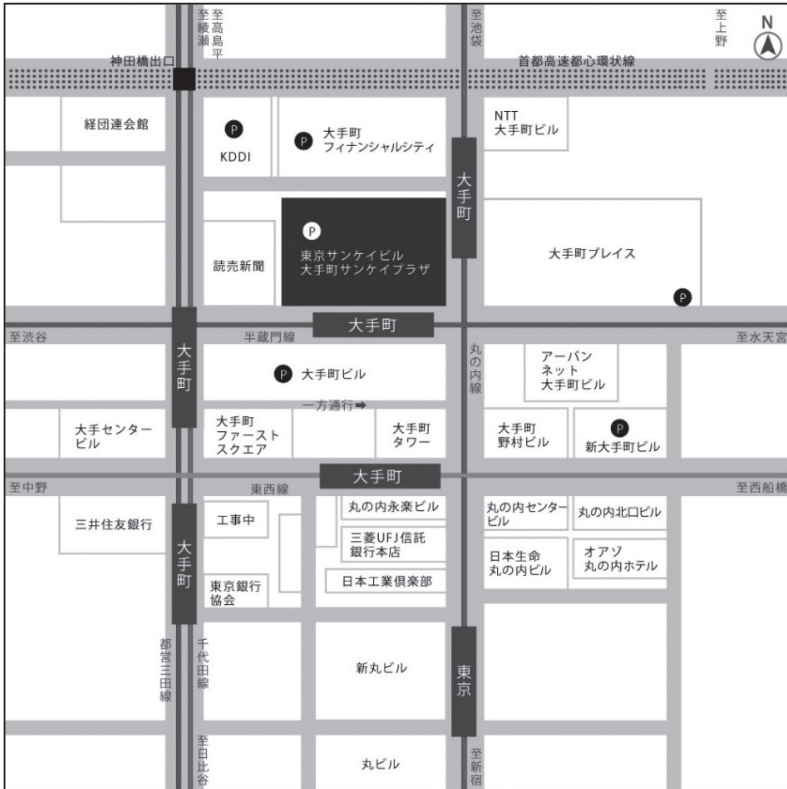 至綾瀬
至高島平
至池袋
至上野
N
神田橋出口
首都高速都心環状線
経団連会館
P
KDDI
P
大手町
フィナンシャルシティ
NTT
大手町ビル
大手町
読売新聞
P
東京サンケイビル
大手町サンケイプラザ
大手町プレイス
P
大手町
至渋谷
半蔵門線
至水天宮
大手町
丸の内線
P
大手町ビル
アーバン
ネット
大手町ビル
一方通行➡
大手センター
ビル
大手町
ファースト
スクエア
大手町
タワー
大手町
野村ビル
P
新大手町ビル
大手町
至中野
東西線
至西船橋
三井住友銀行
大手町
工事中
丸の内永楽ビル
丸の内センター
ビル
丸の内北口ビル
三菱UFJ信託
銀行本店
日本生命
丸の内ビル
オアゾ
丸の内ホテル
東京銀行
協会
日本工業倶楽部
都営三田線
千代田線
新丸ビル
東京
至日比谷
丸ビル
至新宿